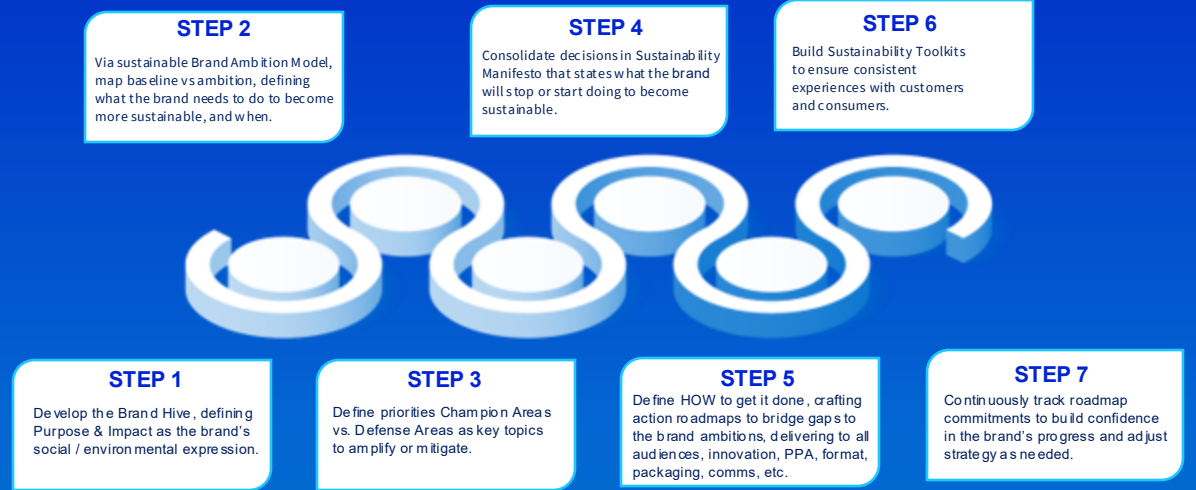 STEP 1
Develop the Brand Hive, defining
Purpose & Impact as the brand's
social / environmental expression.
STEP 2
Via sustainable Brand Ambition Model,
map baseline vs ambition, defining
what the brand needs to do to become
more sustainable, and when.
STEP 3
Define priorities Champion Areas
vs. Defense Areas as key topics
to amplify or mitigate.
STEP 4
Consolidate decisions in Sustainability
Manifesto that states what the brand
will stop or start doing to become
sustainable.
STEP 5
Define HOW to get it done, crafting
action roadmaps to bridge gaps to
the brand ambitions, delivering to all
audiences, innovation, PPA, format,
packaging, comms, etc.
STEP 6
Build Sustainability Toolkits
to ensure consistent
experiences with customers
and consumers.
STEP 7
Continuously track roadmap
commitments to build confidence
in the brand's progress and adjust
strategy as needed.